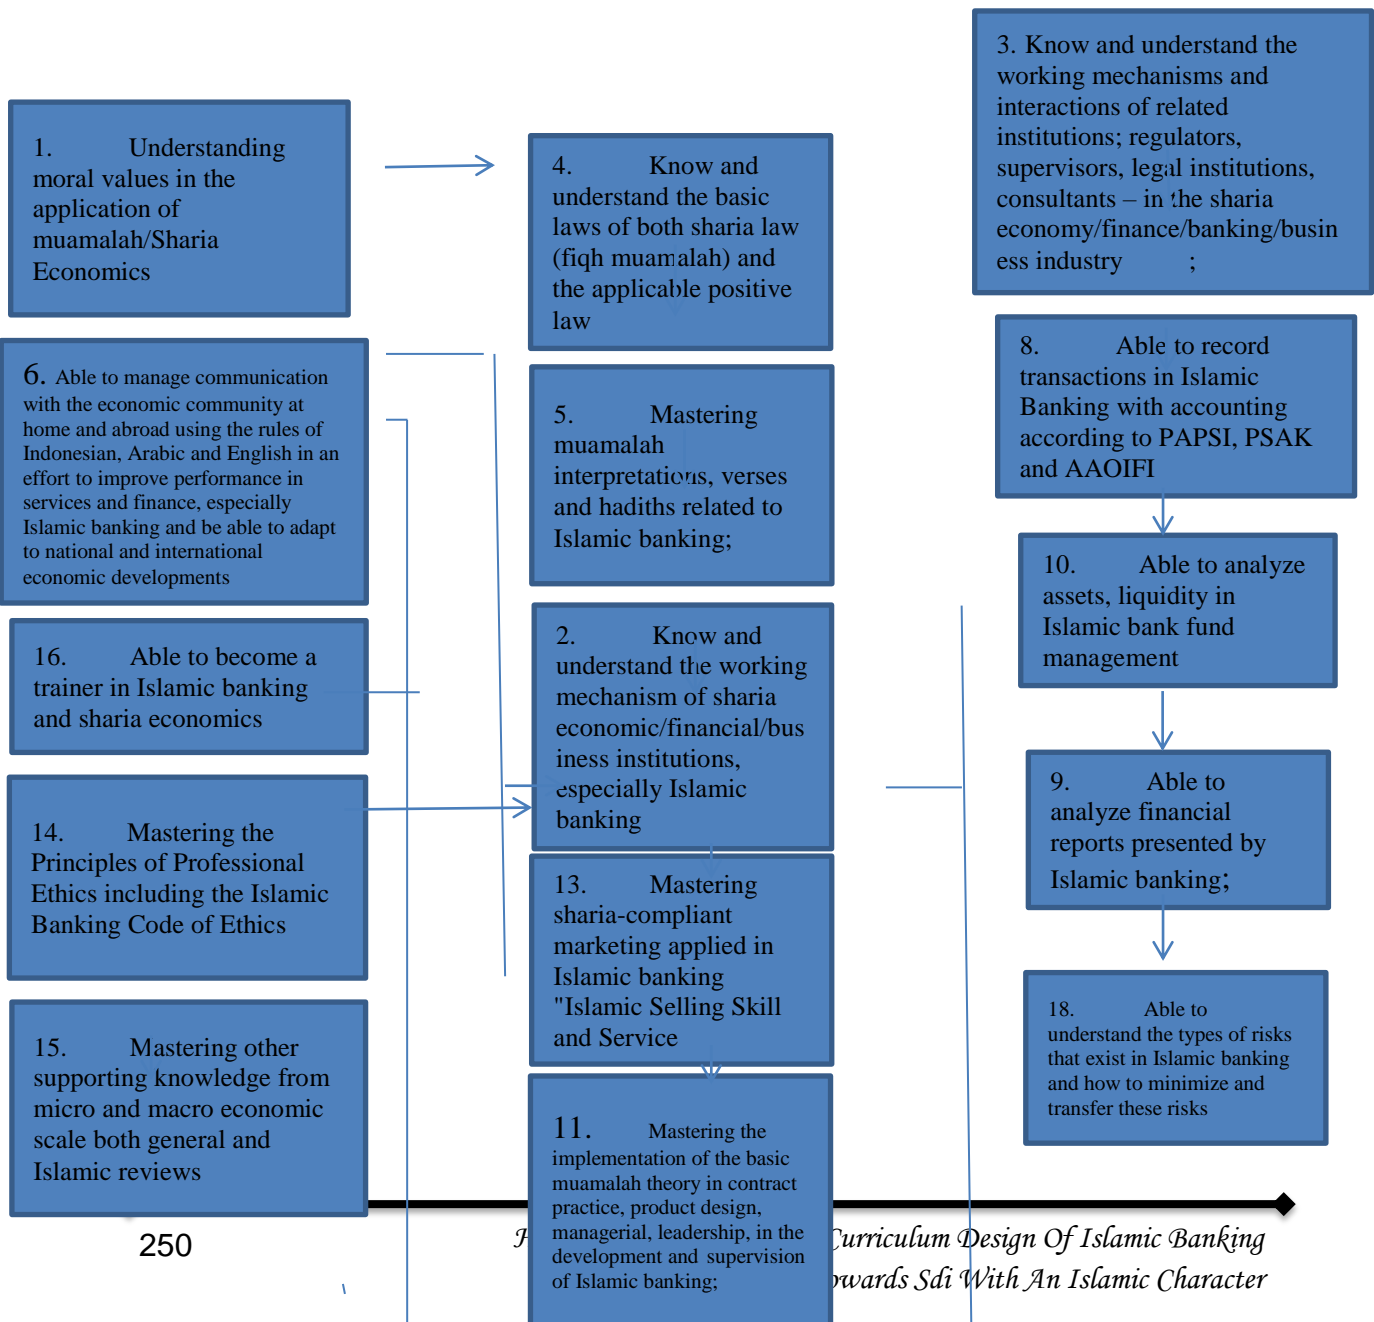 1. Understanding
moral values in the
application of
muamalah/Sharia
Economics
6. Able to manage communication
with the economic community at
home and abroad using the rules of
Indonesian, Arabic and English in an
effort to improve performance in
services and finance, especially
Islamic banking and be able to adapt
to national and international
economic developments
16. Able to become a
trainer in Islamic banking
and sharia economics
14. Mastering the
Principles of Professional
Ethics including the Islamic
Banking Code of Ethics
15. Mastering other
supporting knowledge from
micro and macro economic
scale both general and
Islamic reviews
4. Know and
understand the basic
laws of both sharia law
(fiqh muamalah) and
the applicable positive
law
5. Mastering
muamalah
interpretations, verses
and hadiths related to
Islamic banking;
2. Know and
understand the working
mechanism of sharia
economic/financial/bus
iness institutions,
especially Islamic
banking
13. Mastering
sharia-compliant
marketing applied in
Islamic banking
"Islamic Selling Skill
and Service
11. Mastering the
implementation of the basic
muamalah theory in contract
practice, product design,
managerial, leadership, in the
development and supervision
of Islamic banking;
3. Know and understand the
working mechanisms and
interactions of related
institutions; regulators,
supervisors, legal institutions,
consultants – in the sharia
economy/finance/banking/busin
ess industry ;
8. Able to record
transactions in Islamic
Banking with accounting
according to PAPSI, PSAK
and AAOIFI
10. Able to analyze
assets, liquidity in
Islamic bank fund
management
9. Able to
analyze financial
reports presented by
Islamic banking;
18. Able to
understand the types of risks
that exist in Islamic banking
and how to minimize and
transfer these risks
250
Curriculum Design Of Islamic Banking
Sdi With An Islamic Character